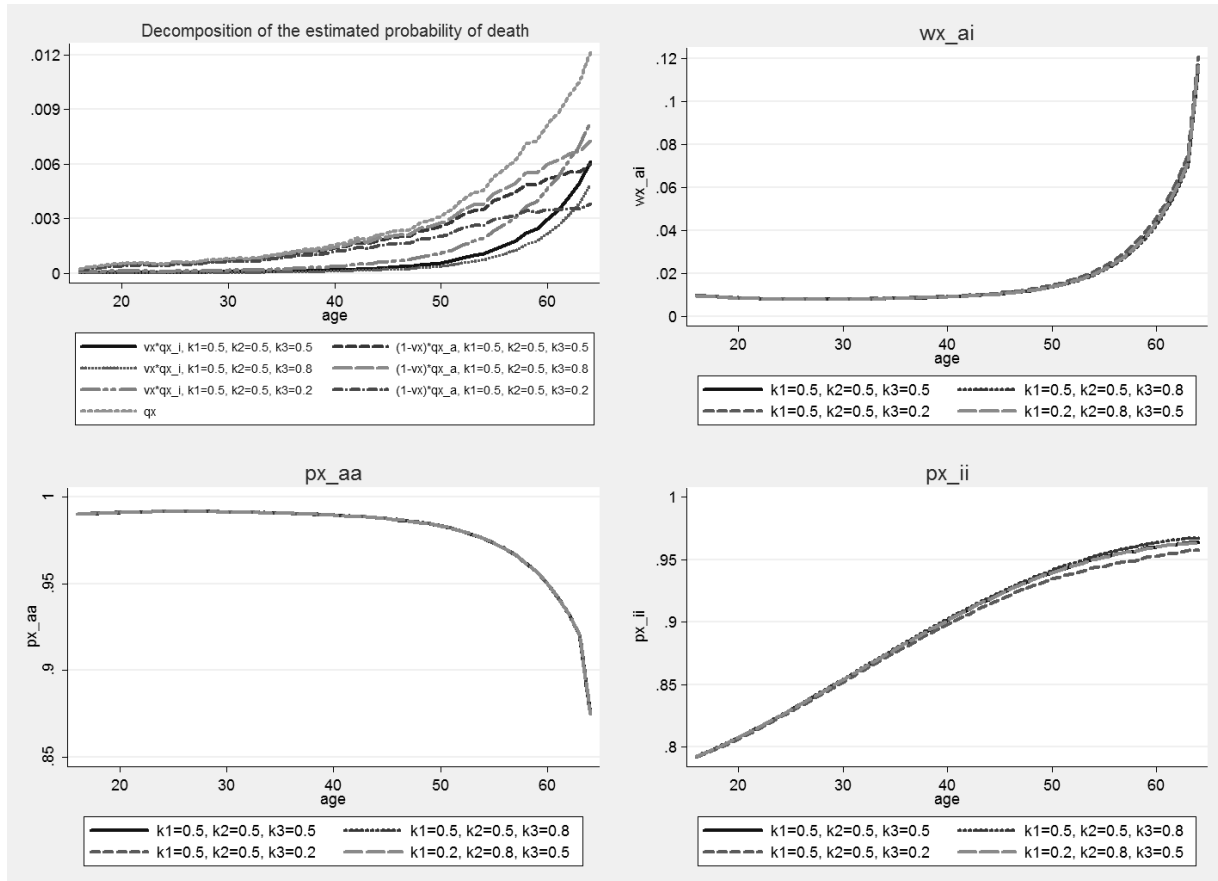 Decomposition of the estimated probability of death
.012
.009
.006
.003
0
20 30 40 50 60
age
vx*qx_i, k1=0.5, k2=0.5, k3=0.5 (1-vx)*qx_a, k1=0.5, k2=0.5, k3=0.5
vx*qx_i, k1=0.5, k2=0.5, k3=0.8 (1-vx)*qx_a, k1=0.5, k2=0.5, k3=0.8
vx*qx_i, k1=0.5, k2=0.5, k3=0.2 (1-vx)*qx_a, k1=0.5, k2=0.5, k3=0.2
qx
wx_ai
wx_ai
.12
.1
.08
.06
.04
.02
0
20 30 40 50 60
age
k1=0.5, k2=0.5, k3=0.5 k1=0.5, k2=0.5, k3=0.8
k1=0.5, k2=0.5, k3=0.2 k1=0.2, k2=0.8, k3=0.5
px_aa
px_aa
1
.95
.9
.85
20 30 40 50 60
age
k1=0.5, k2=0.5, k3=0.5 k1=0.5, k2=0.5, k3=0.8
k1=0.5, k2=0.5, k3=0.2 k1=0.2, k2=0.8, k3=0.5
px_ii
px_ii
1
.95
.9
.85
.8
20 30 40 50 60
age
k1=0.5, k2=0.5, k3=0.5 k1=0.5, k2=0.5, k3=0.8
k1=0.5, k2=0.5, k3=0.2 k1=0.2, k2=0.8, k3=0.5